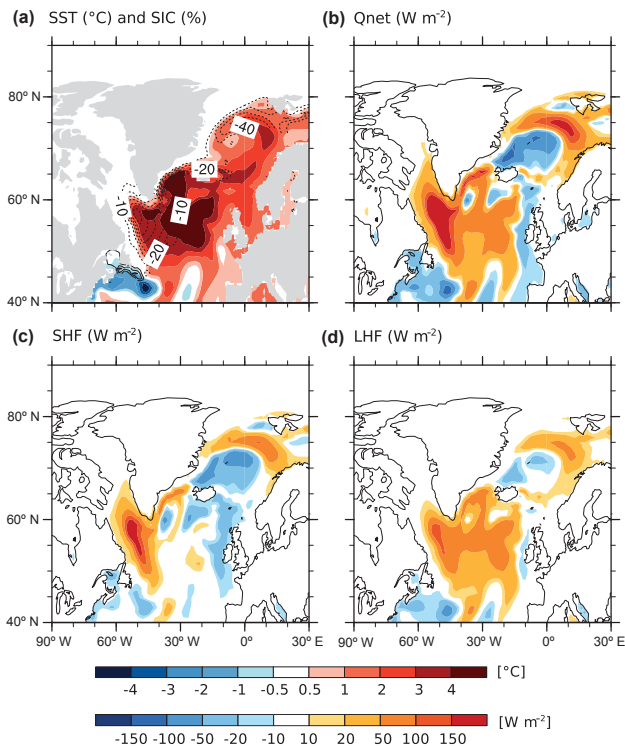 (a) SST (°C) and SIC (%)
(b) Qnet (W m⁻²)
80° N
60° N
40° N
-40
-20
-10
-10
20
(c) SHF (W m⁻²)
(d) LHF (W m⁻²)
80° N
60° N
40° N
90° W 60° W 30° W 0° E 30° E
90° W 60° W 30° W 0° E 30° E
[°C]
-4 -3 -2 -1 -0.5 0.5 1 2 3 4
[W m⁻²]
-150 -100 -50 -20 -10 10 20 50 100 150